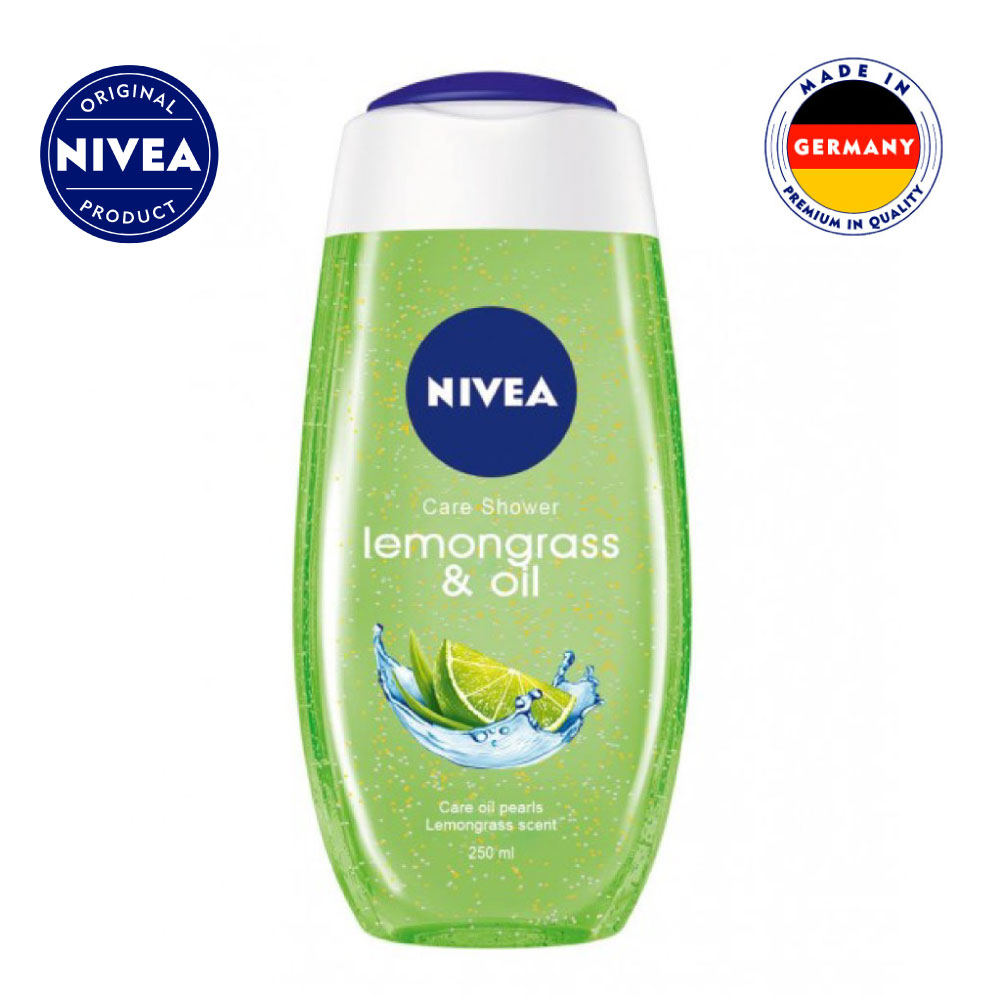 ORIGINAL
NIVEA
PRODUCT
MADE IN
GERMANY
PREMIUM IN QUALITY
NIVEA
Care Shower
lemongrass
& oil
Care oil pearls
Lemongrass scent
250 ml